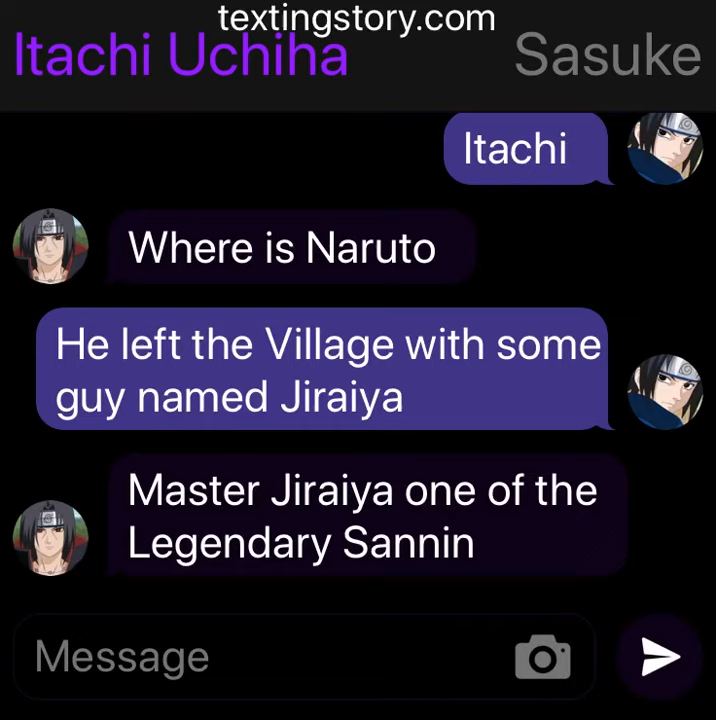 textingstory.com
Itachi Uchiha
Sasuke
Itachi
Where is Naruto
He left the Village with some
guy named Jiraiya
Master Jiraiya one of the
Legendary Sannin
Message